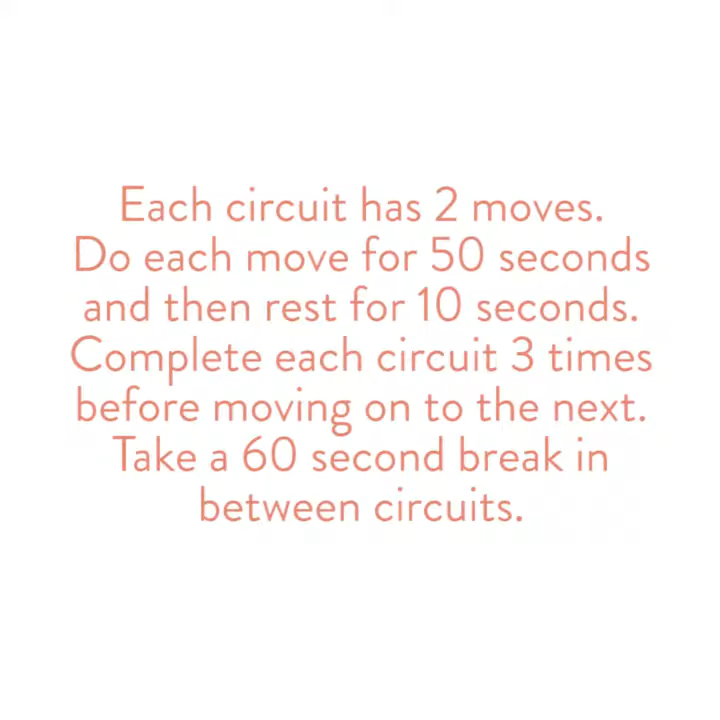 Each circuit has 2 moves.
Do each move for 50 seconds
and then rest for 10 seconds.
Complete each circuit 3 times
before moving on to the next.
Take a 60 second break in
between circuits.